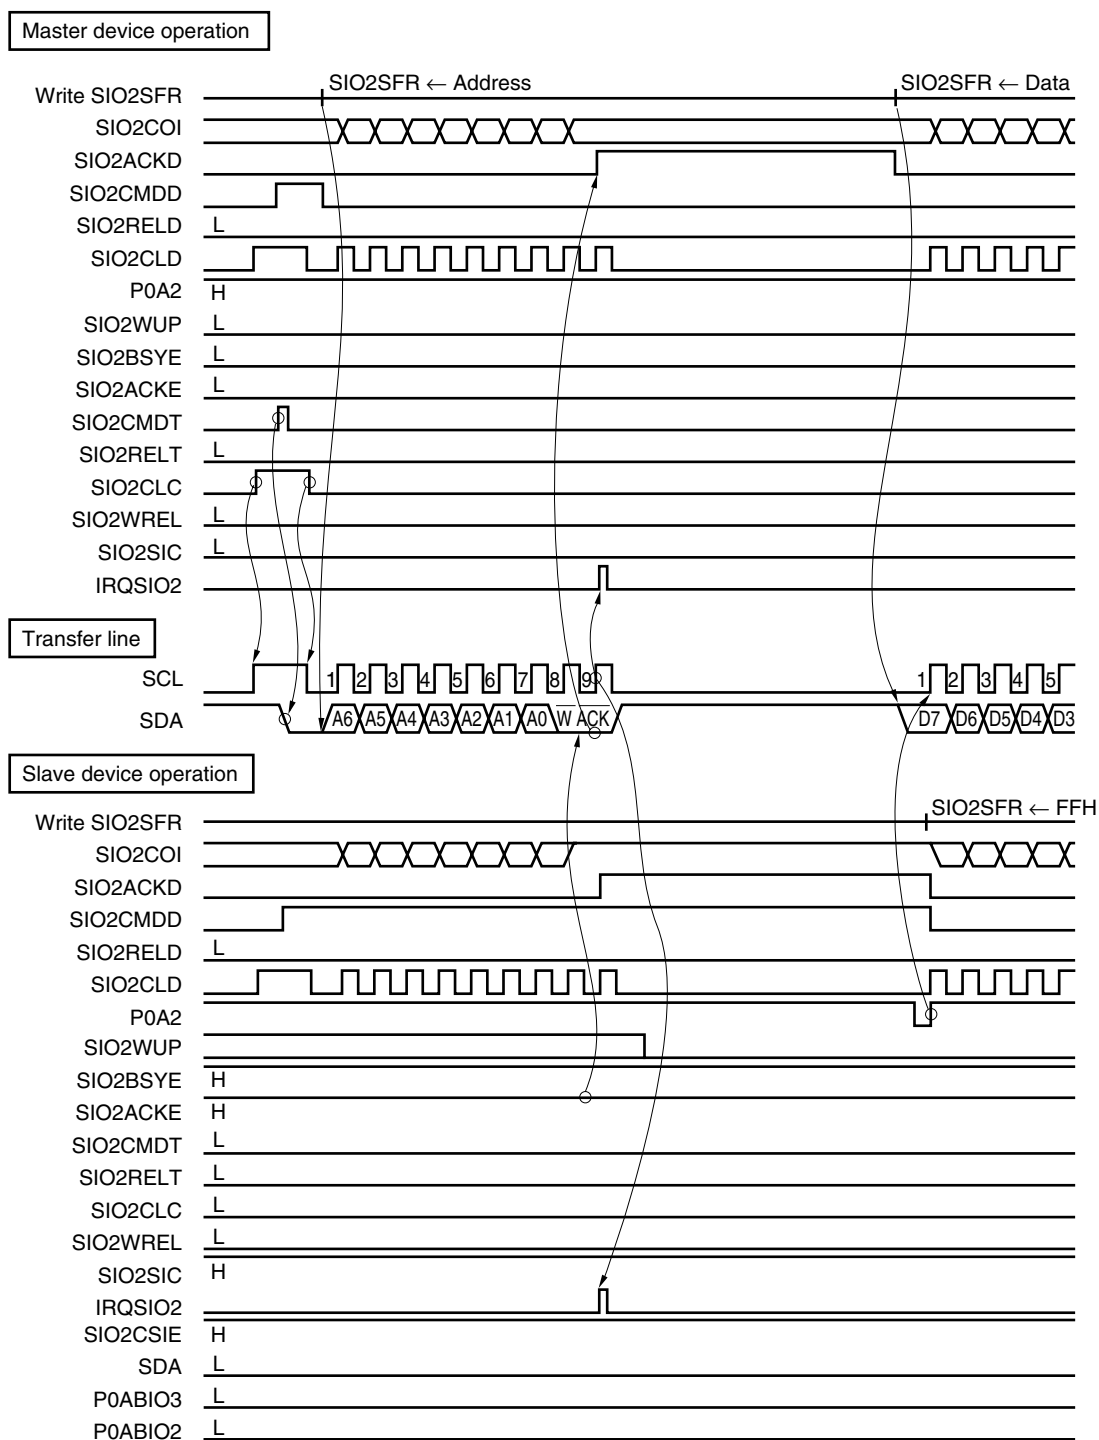 Master device operation
SIO2SFR ← Address SIO2SFR ← Data
Write SIO2SFR
SIO2COI
SIO2ACKD
SIO2CMDD
SIO2RELD L
SIO2CLD
P0A2 H
SIO2WUP L
SIO2BSYE L
SIO2ACKE L
SIO2CMDT
SIO2RELT L
SIO2CLC
SIO2WREL L
SIO2SIC L
IRQSIO2
Transfer line
SCL 1 2 3 4 5 6 7 8 9 1 2 3 4 5
SDA A6 A5 A4 A3 A2 A1 A0 W ACK D7 D6 D5 D4 D3
Slave device operation
SIO2SFR ← FFH
Write SIO2SFR
SIO2COI
SIO2ACKD
SIO2CMDD
SIO2RELD L
SIO2CLD
P0A2
SIO2WUP
SIO2BSYE H
SIO2ACKE H
SIO2CMDT L
SIO2RELT L
SIO2CLC L
SIO2WREL L
SIO2SIC H
IRQSIO2
SIO2CSIE H
SDA L
P0ABIO3 L
P0ABIO2 L